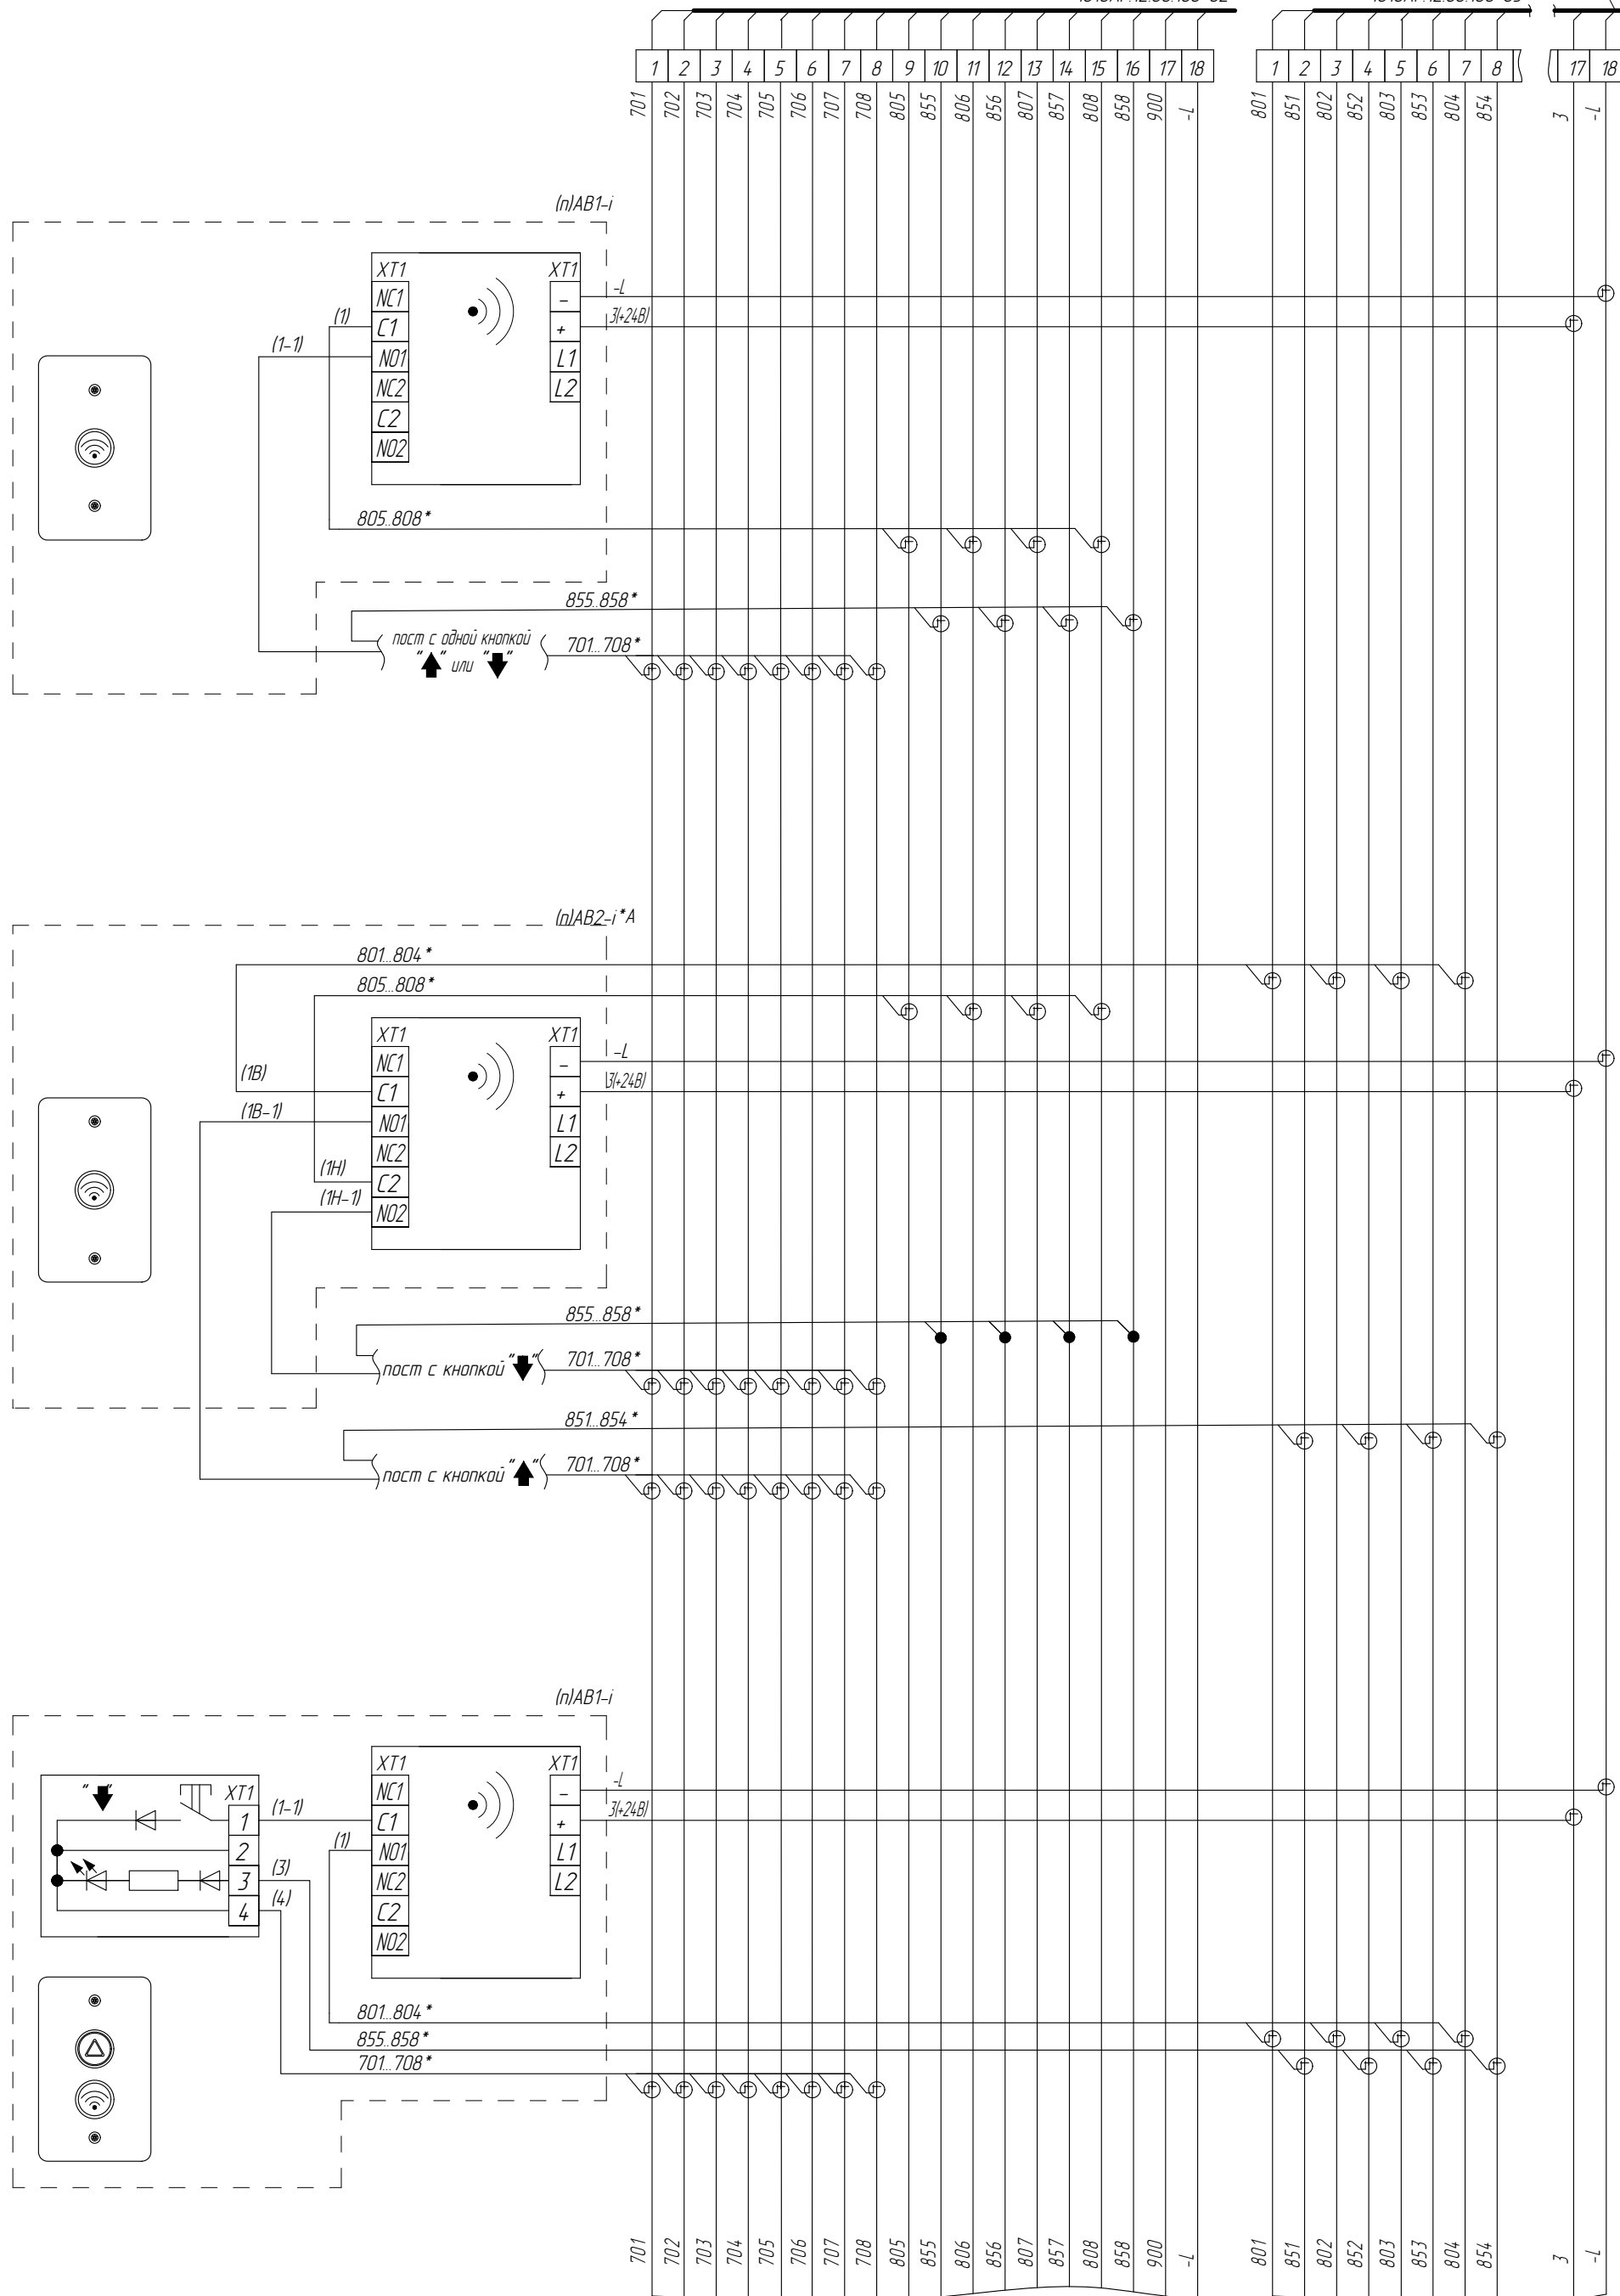 1 2 3 4 5 6 7 8 9 10 11 12 13 14 15 16 17 18
1 2 3 4 5 6 7 8
17 18
701 702 703 704 705 706 707 708 805 855 806 856 807 857 808 858 900 -L
801 851 802 852 803 853 804 854
3 -L
(п)АВ1-i
XT1 XT1
NC1 - -L
(1) C1 + 3(+24В)
(1-1) NO1 L1
NC2 L2
C2
NO2
805..808*
855..858*
пост с одной кнопкой 701...708*
"⬆" или "⬇"
(п)АВ2-i*А
801...804*
805...808*
XT1 XT1
NC1 - -L
(1В) C1 + 3(+24В)
(1В-1) NO1 L1
NC2 L2
(1Н) C2
(1Н-1) NO2
855...858*
пост с кнопкой "⬇" 701...708*
851...854*
пост с кнопкой "⬆" 701...708*
(п)АВ1-i
XT1 XT1
"⬇" XT1 NC1 - -L
1 (1-1) C1 + 3(+24В)
2 (1) NO1 L1
3 (3) NC2 L2
4 (4) C2
NO2
801...804*
855..858*
701...708*
701 702 703 704 705 706 707 708 805 855 806 856 807 857 808 858 900 -L
801 851 802 852 803 853 804 854
3 -L